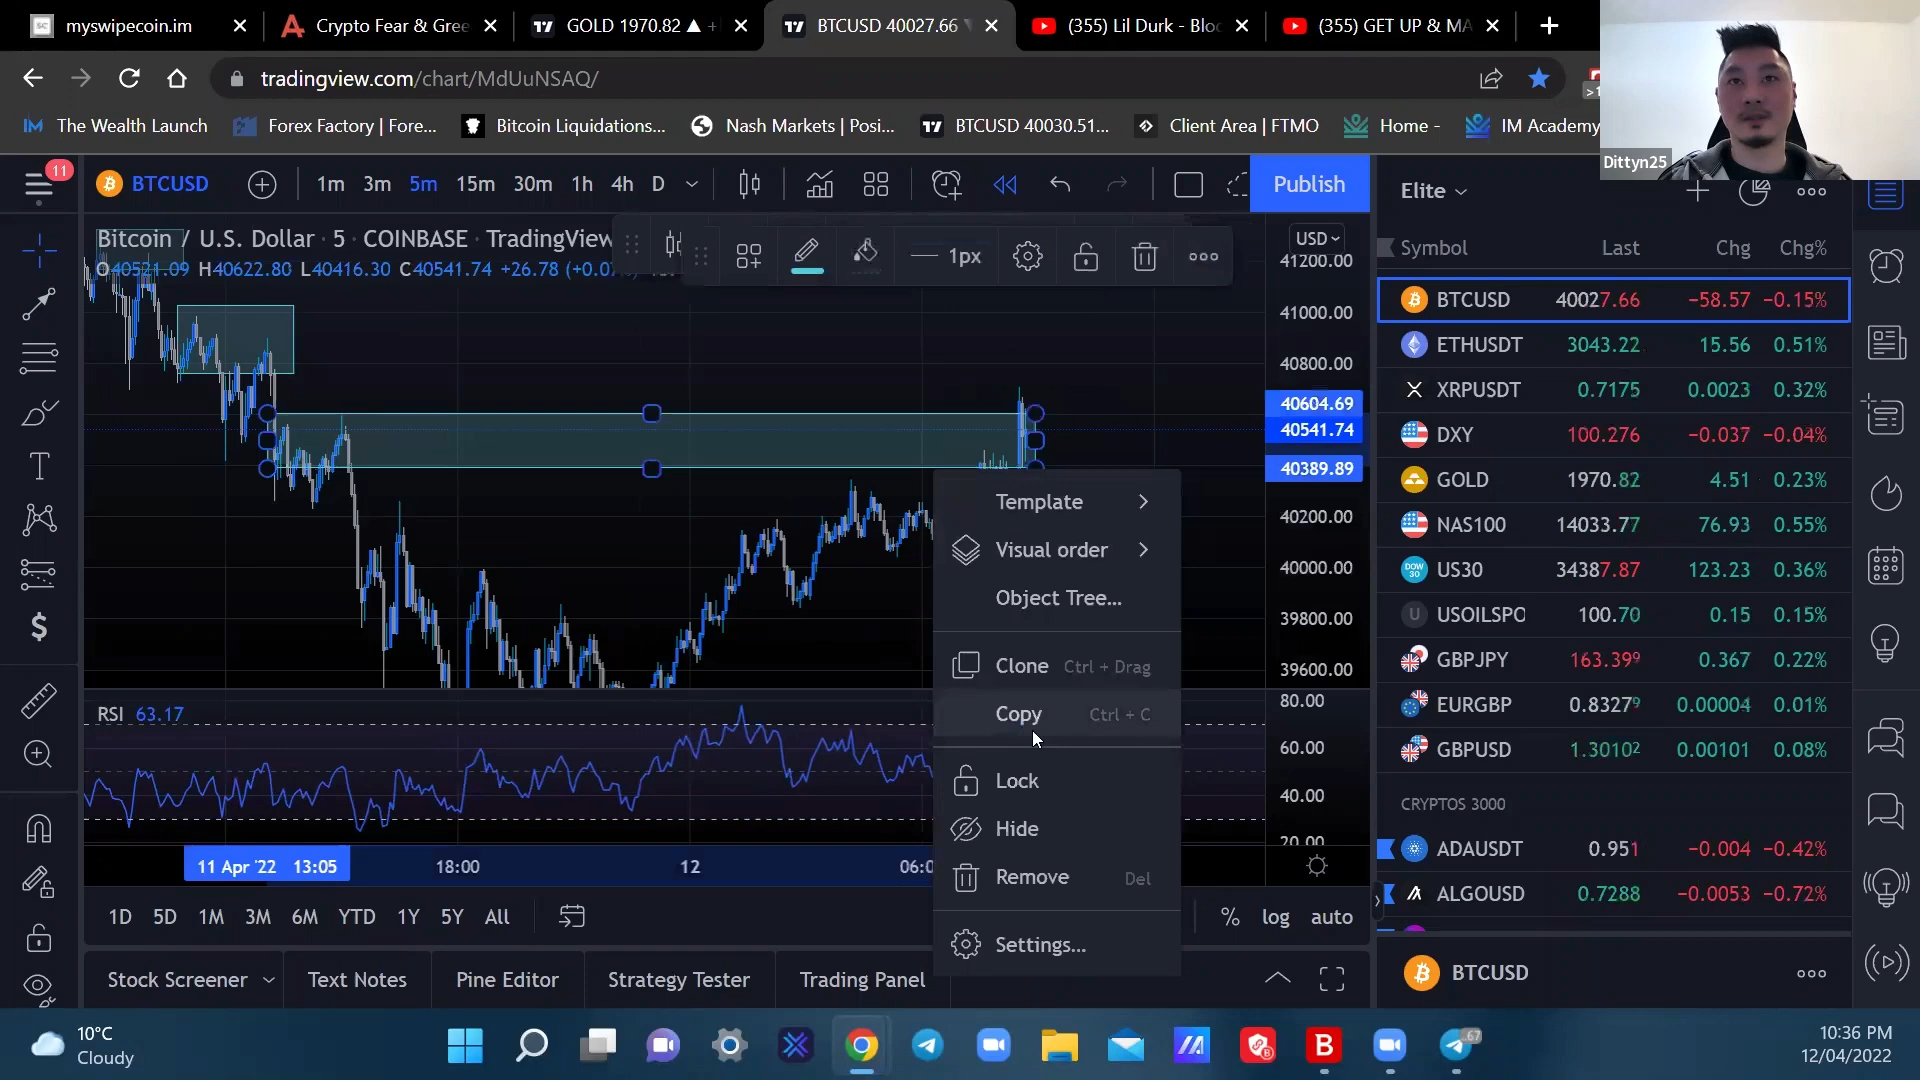 myswipecoin.im
Crypto Fear & Gree
GOLD 1970.82 ▲ +
BTCUSD 40027.66
(355) Lil Durk - Blo
(355) GET UP & MA
tradingview.com/chart/MdUuNSAQ/
The Wealth Launch
Forex Factory | Fore...
Bitcoin Liquidations...
Nash Markets | Posi...
BTCUSD 40030.51...
Client Area | FTMO
Home -
IM Academy
Dittyn25
11
BTCUSD
1m 3m 5m 15m 30m 1h 4h D
Publish
Elite
Bitcoin / U.S. Dollar · 5 · COINBASE · TradingView
O40521.09 H40622.80 L40416.30 C40541.74 +26.78
1px
USD
41200.00
41000.00
40800.00
40604.69
40541.74
40389.89
40200.00
40000.00
39800.00
39600.00
Template
Visual order
Object Tree...
Clone Ctrl + Drag
Copy Ctrl + C
Lock
Hide
Remove Del
Settings...
RSI 63.17
80.00
60.00
40.00
20.00
11 Apr '22 13:05
18:00
12
06:0
1D 5D 1M 3M 6M YTD 1Y 5Y All
% log auto
Stock Screener
Text Notes
Pine Editor
Strategy Tester
Trading Panel
Symbol Last Chg Chg%
BTCUSD 40027.66 −58.57 −0.15%
ETHUSDT 3043.22 15.56 0.51%
XRPUSDT 0.7175 0.0023 0.32%
DXY 100.276 −0.037 −0.04%
GOLD 1970.82 4.51 0.23%
NAS100 14033.77 76.93 0.55%
US30 34387.87 123.23 0.36%
USOILSPO 100.70 0.15 0.15%
GBPJPY 163.399 0.367 0.22%
EURGBP 0.83279 0.00004 0.01%
GBPUSD 1.30102 0.00101 0.08%
CRYPTOS 3000
ADAUSDT 0.951 −0.004 −0.42%
ALGOUSD 0.7288 −0.0053 −0.72%
BTCUSD
10°C
Cloudy
67
10:36 PM
12/04/2022